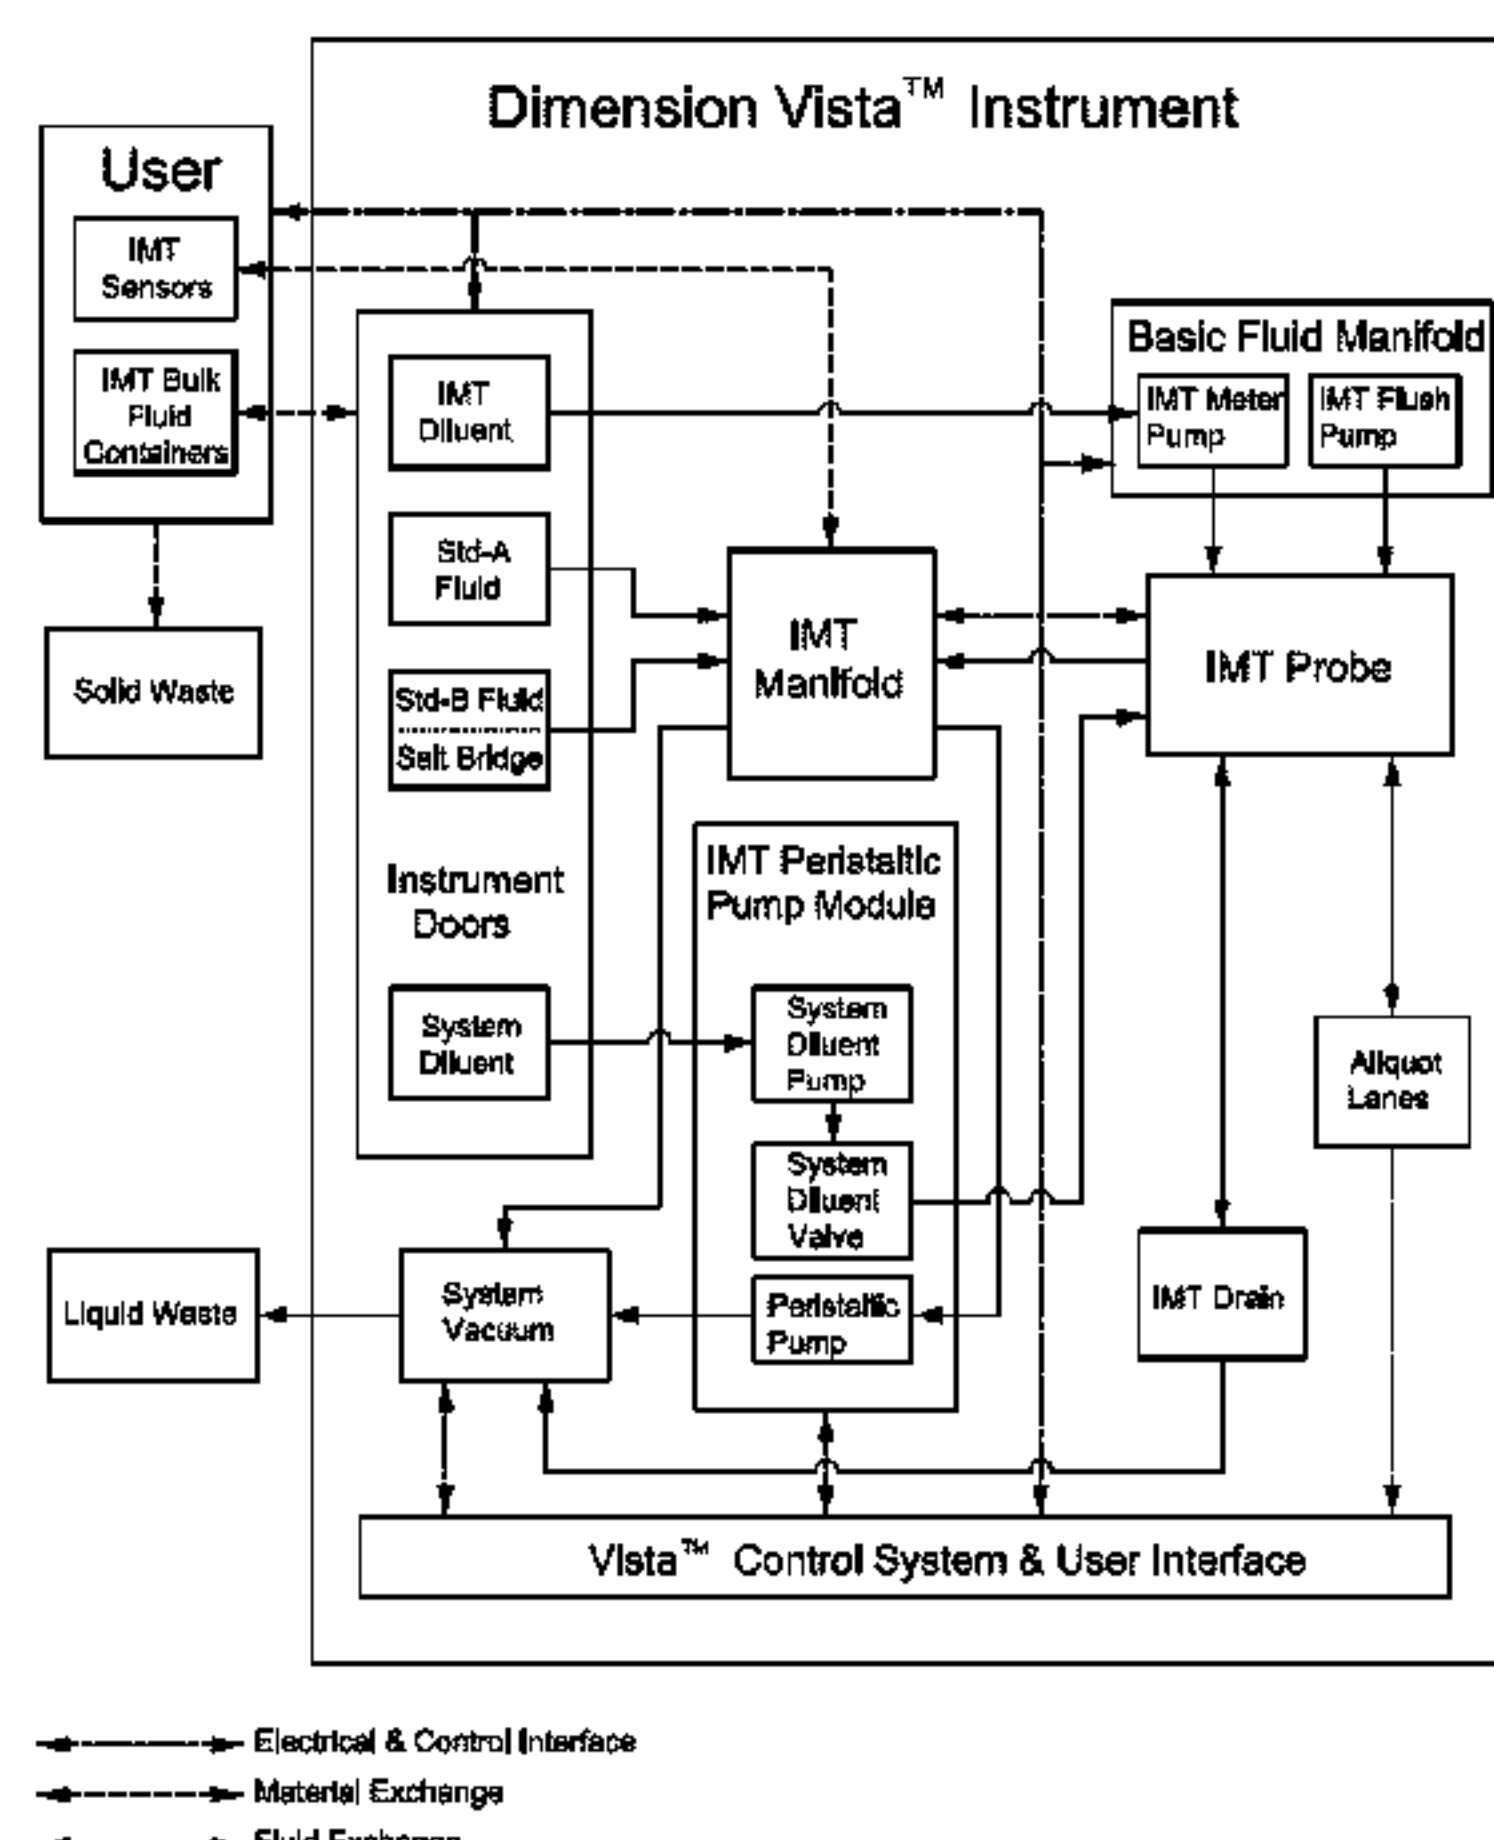 Dimension Vista™ Instrument
User
IMT
Sensors
IMT Bulk
Fluid
Containers
Solid Waste
IMT
Diluent
Std-A
Fluid
Std-B Fluid
Salt Bridge
Instrument
Doors
System
Diluent
Basic Fluid Manifold
IMT Meter
Pump
IMT Flush
Pump
IMT
Manifold
IMT Probe
IMT Peristaltic
Pump Module
System
Diluent
Pump
System
Diluent
Valve
Peristaltic
Pump
Aliquot
Lanes
IMT Drain
Liquid Waste
System
Vacuum
Vista™ Control System & User Interface
Electrical & Control Interface
Material Exchange
Fluid Exchange